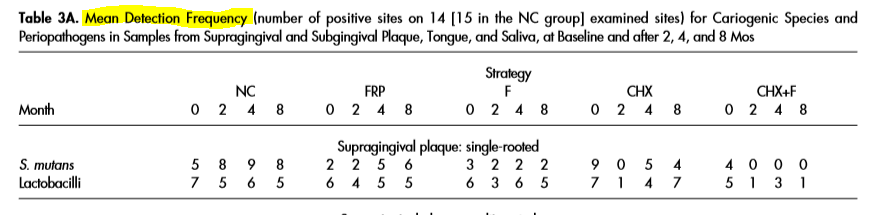 Table 3A. Mean Detection Frequency (number of positive sites on 14 [15 in the NC group] examined sites) for Cariogenic Species and
Periopathogens in Samples from Supragingival and Subgingival Plaque, Tongue, and Saliva, at Baseline and after 2, 4, and 8 Mos
Strategy
NC FRP F CHX CHX+F
Month 0 2 4 8 0 2 4 8 0 2 4 8 0 2 4 8 0 2 4 8
Supragingival plaque: single-rooted
S. mutans 5 8 9 8 2 2 5 6 3 2 2 2 9 0 5 4 4 0 0 0
Lactobacilli 7 5 6 5 6 4 5 5 6 3 6 5 7 1 4 7 5 1 3 1